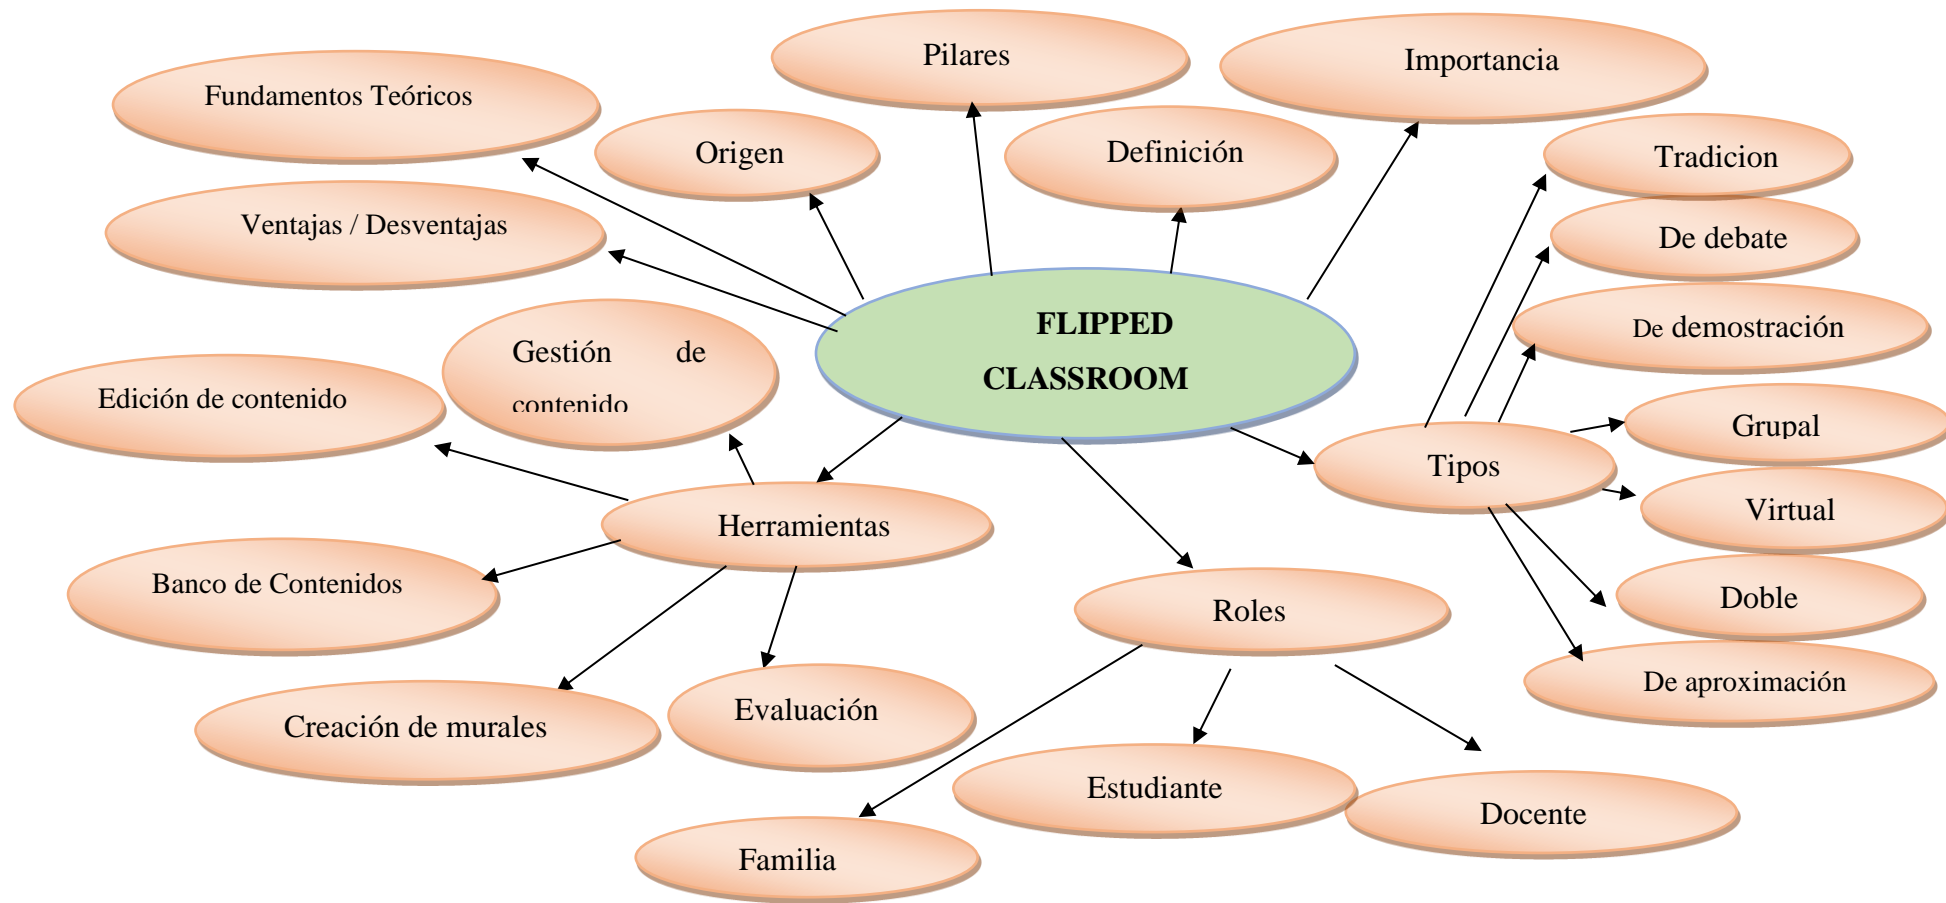 Pilares
Importancia
Fundamentos Teóricos
Origen
Definición
Tradicion
Ventajas / Desventajas
De debate
FLIPPED
CLASSROOM
De demostración
Gestión de
contenido
Edición de contenido
Grupal
Tipos
Herramientas
Virtual
Banco de Contenidos
Roles
Doble
De aproximación
Creación de murales
Evaluación
Estudiante
Docente
Familia